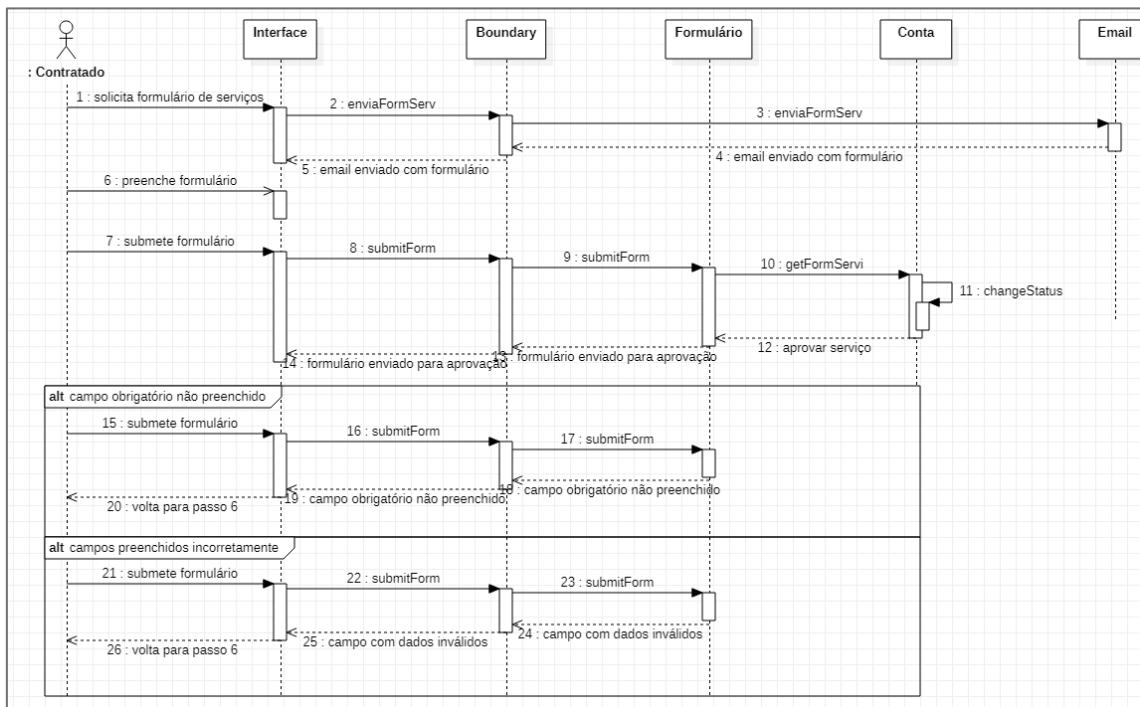 Interface
Boundary
Formulário
Conta
Email
: Contratado
1 : solicita formulário de serviços
2 : enviaFormServ
3 : enviaFormServ
4 : email enviado com formulário
5 : email enviado com formulário
6 : preenche formulário
7 : submete formulário
8 : submitForm
9 : submitForm
10 : getFormServi
11 : changeStatus
12 : aprovar serviço
13 : formulário enviado para aprovação
14 : formulário enviado para aprovação
alt campo obrigatório não preenchido
15 : submete formulário
16 : submitForm
17 : submitForm
18 : campo obrigatório não preenchido
19 : campo obrigatório não preenchido
20 : volta para passo 6
alt campos preenchidos incorretamente
21 : submete formulário
22 : submitForm
23 : submitForm
24 : campo com dados inválidos
25 : campo com dados inválidos
26 : volta para passo 6